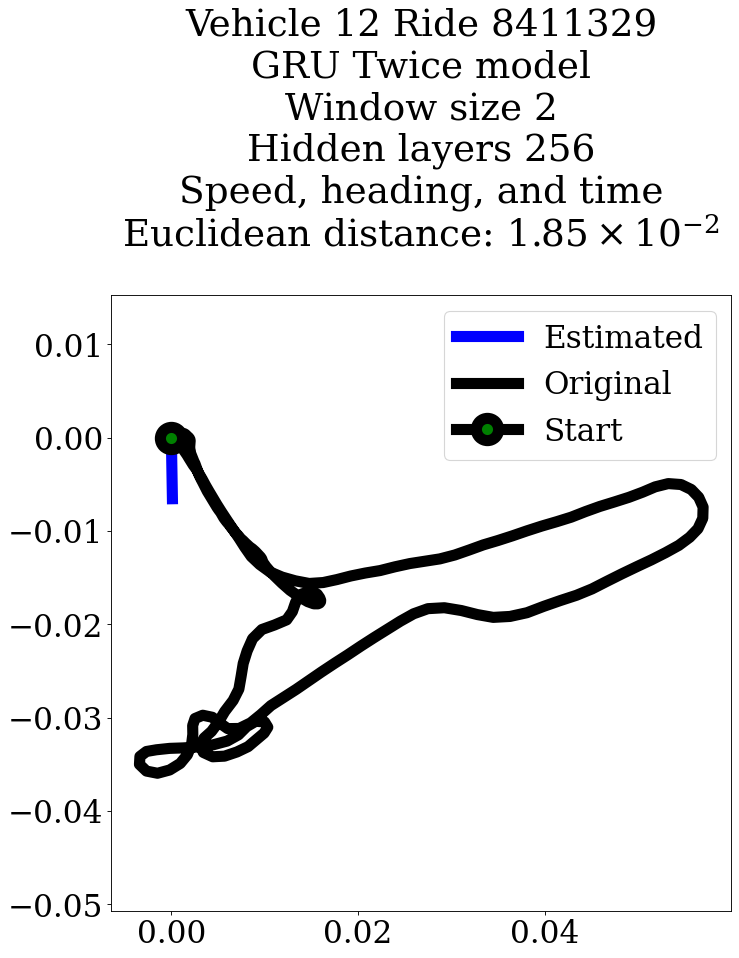 Vehicle 12 Ride 8411329
GRU Twice model
Window size 2
Hidden layers 256
Speed, heading, and time
Euclidean distance: 1.85 × 10⁻²
Estimated
Original
Start
0.01
0.00
−0.01
−0.02
−0.03
−0.04
−0.05
0.00 0.02 0.04